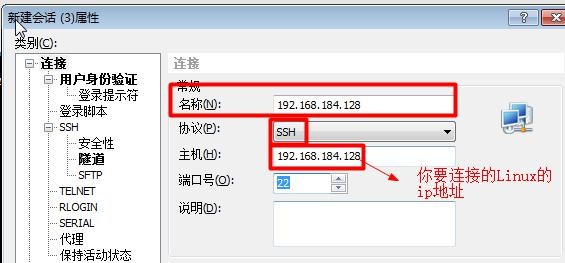 新建会话 (3)属性
类别(C):
连接
用户身份验证
登录提示符
登录脚本
SSH
安全性
隧道
SFTP
TELNET
RLOGIN
SERIAL
代理
保持活动状态
连接
常规
名称(N): 192.168.184.128
协议(P): SSH
主机(H): 192.168.184.128
端口号(O): 22
说明(D):
你要连接的Linux的
ip地址